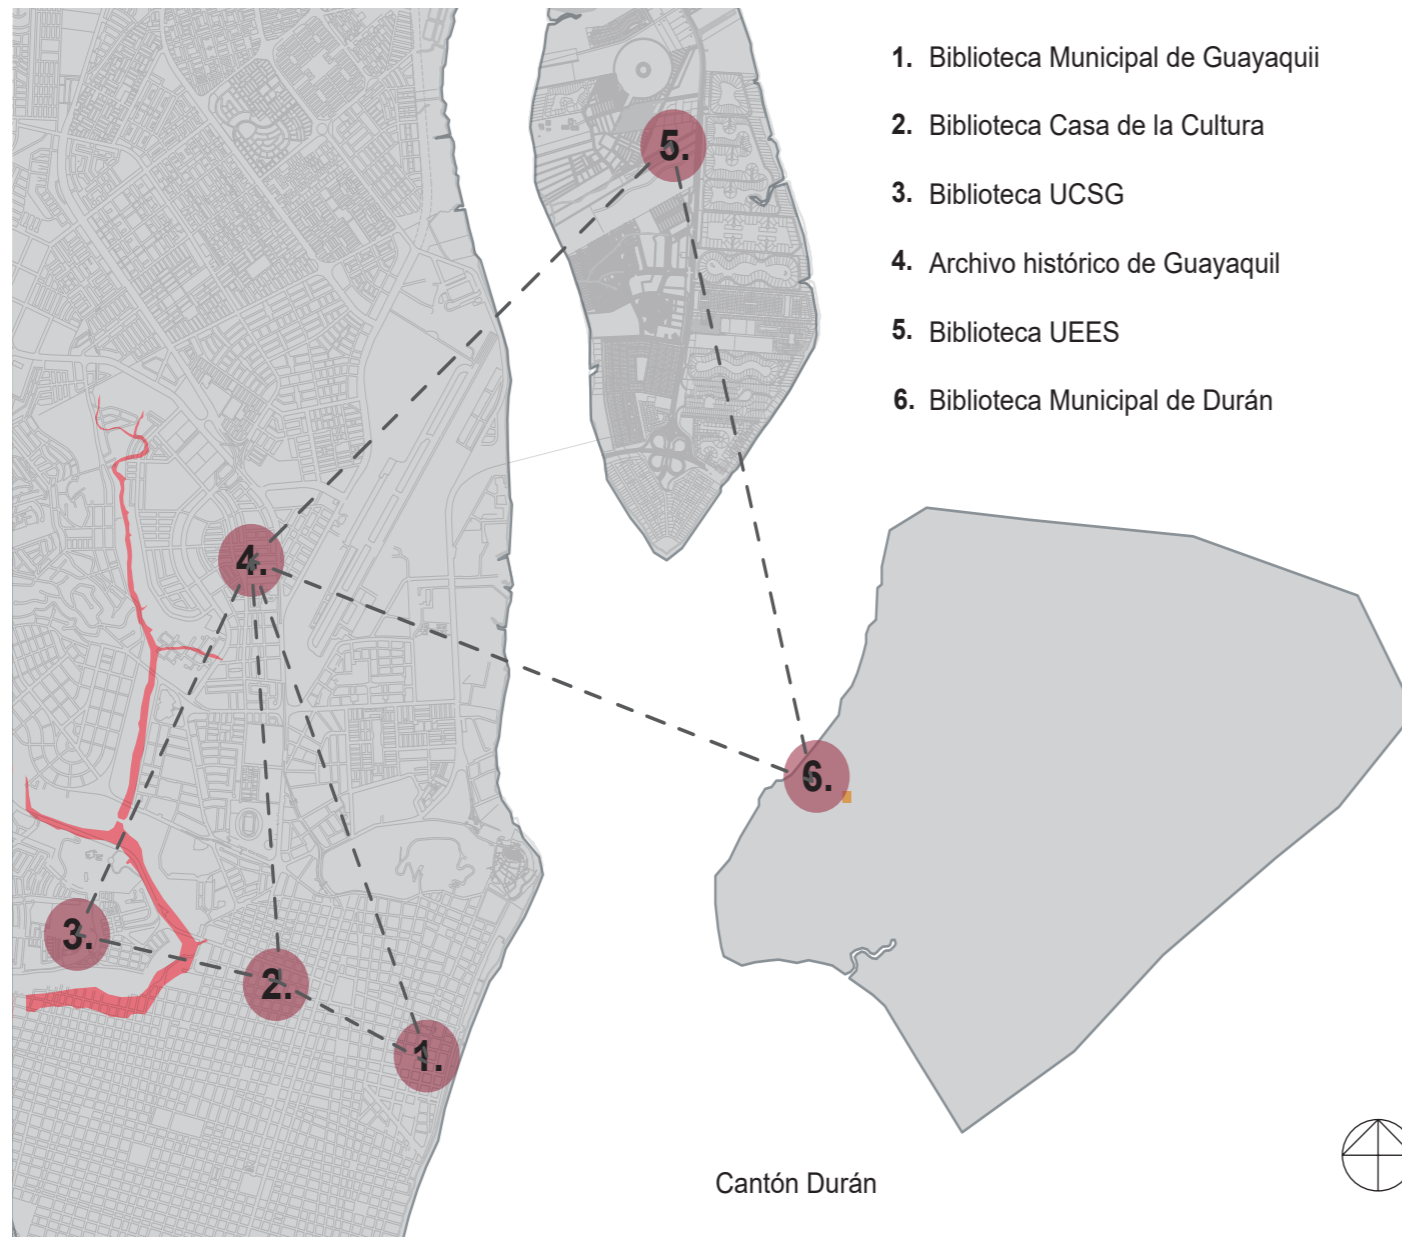 1. Biblioteca Municipal de Guayaquii
2. Biblioteca Casa de la Cultura
3. Biblioteca UCSG
4. Archivo histórico de Guayaquil
5. Biblioteca UEES
6. Biblioteca Municipal de Durán
5.
4.
6.
3.
2.
1.
Cantón Durán